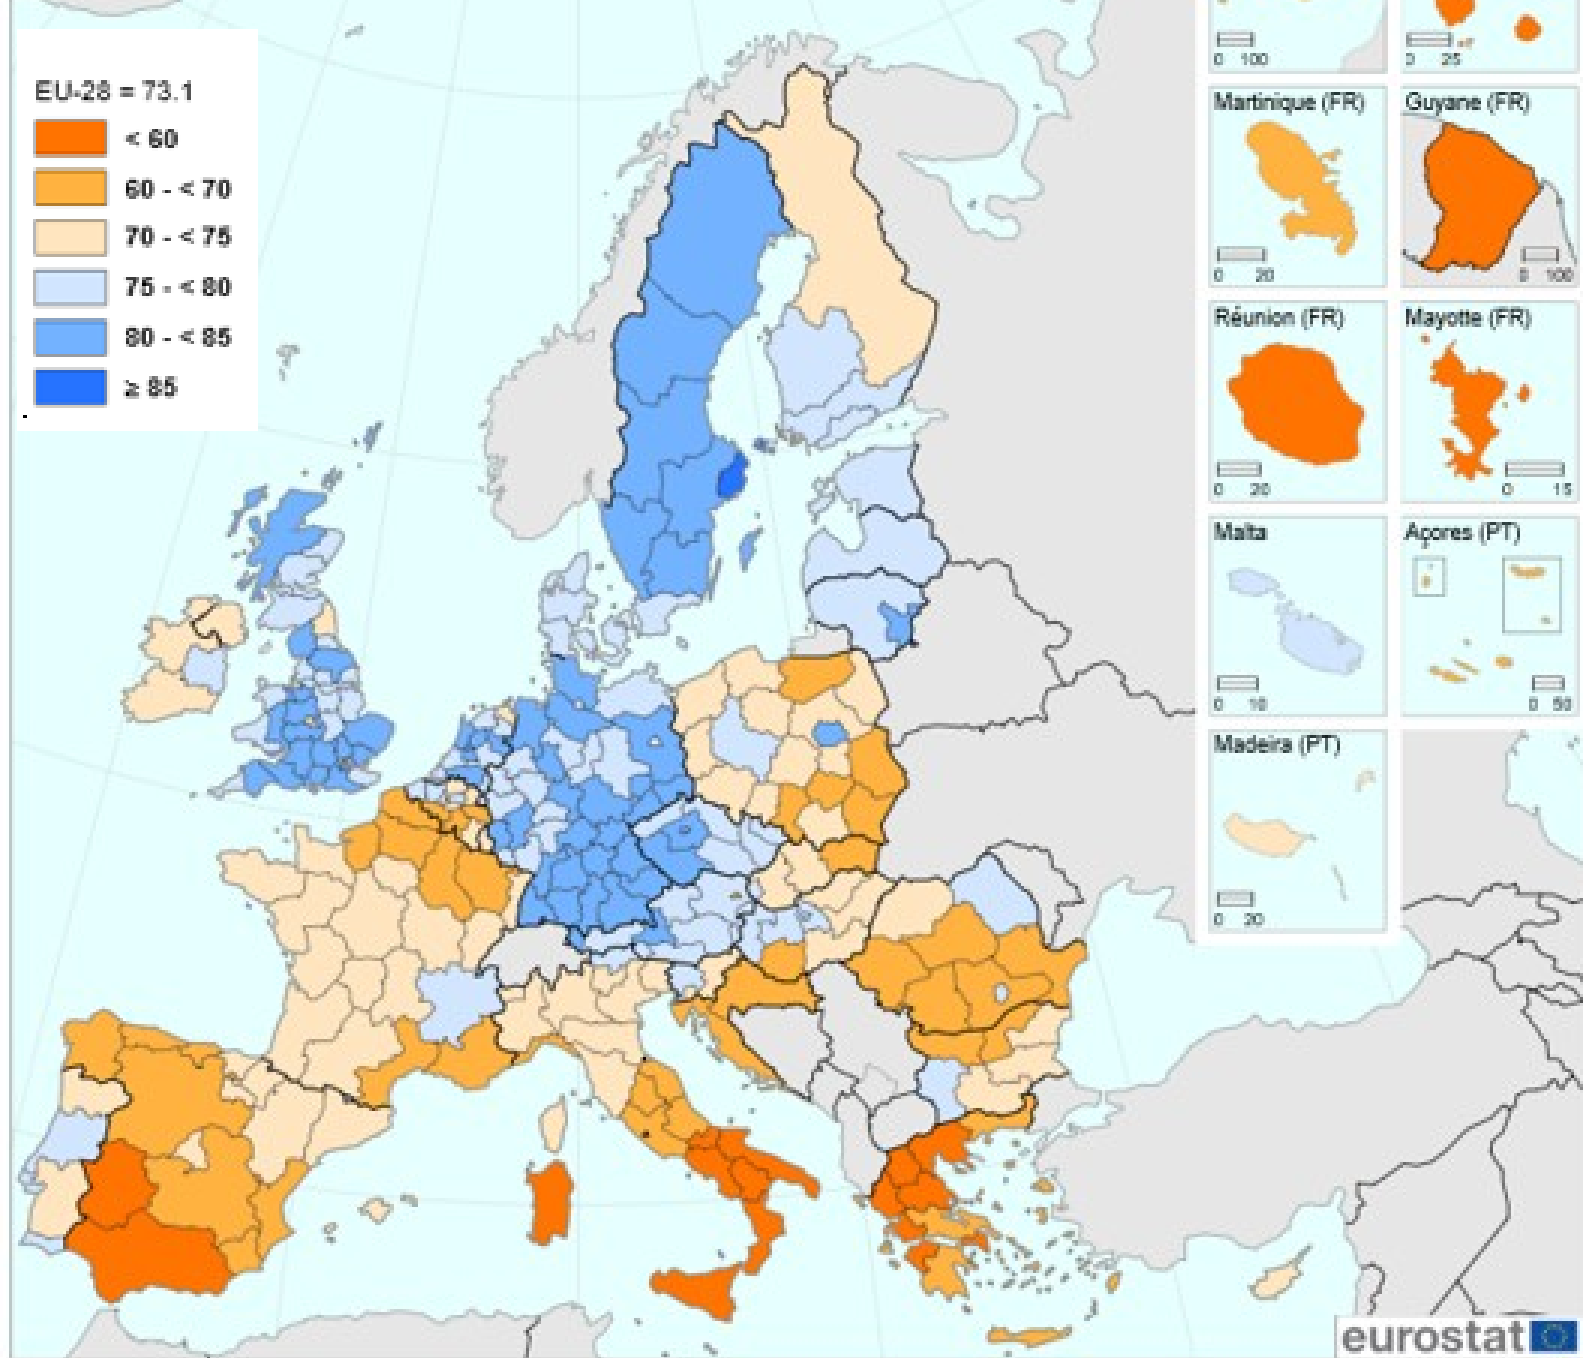 EU-28 = 73.1
< 60
60 - < 70
70 - < 75
75 - < 80
80 - < 85
≥ 85
0 100
0 25
Martinique (FR)
0 20
Guyane (FR)
0 100
Réunion (FR)
0 20
Mayotte (FR)
0 15
Malta
0 10
Açores (PT)
0 50
Madeira (PT)
0 20
eurostat